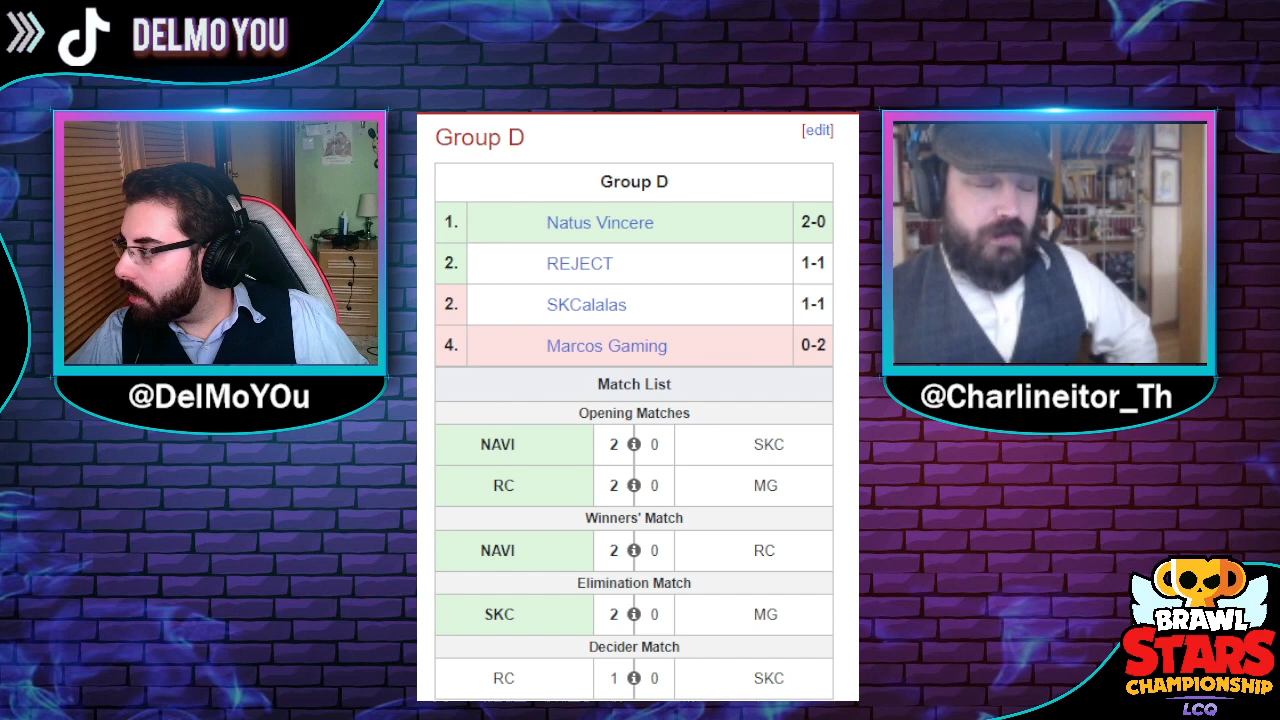 DELMO YOU
Group D
[edit]
Group D
1. Natus Vincere 2-0
2. REJECT 1-1
2. SKCalalas 1-1
4. Marcos Gaming 0-2
Match List
Opening Matches
NAVI 2 0 SKC
RC 2 0 MG
Winners' Match
NAVI 2 0 RC
Elimination Match
SKC 2 0 MG
Decider Match
RC 1 0 SKC
@DelMoYOu
@Charlineitor_Th
BRAWL
STARS
CHAMPIONSHIP
LCQ